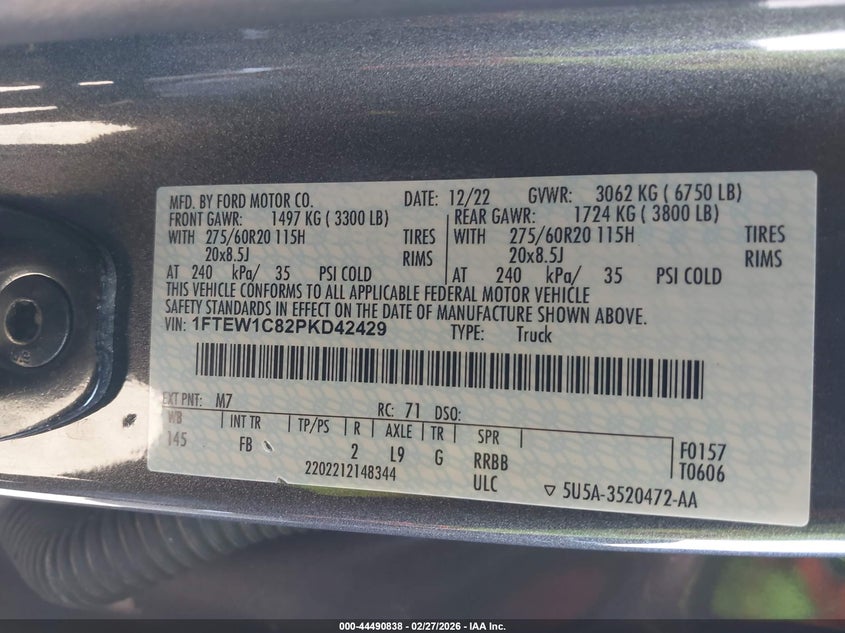 MFD. BY FORD MOTOR CO. DATE: 12/22 GVWR: 3062 KG ( 6750 LB)
FRONT GAWR: 1497 KG ( 3300 LB) REAR GAWR: 1724 KG ( 3800 LB)
WITH 275/60R20 115H TIRES WITH 275/60R20 115H TIRES
20x8.5J RIMS 20x8.5J RIMS
AT 240 kPa/ 35 PSI COLD AT 240 kPa/ 35 PSI COLD
THIS VEHICLE CONFORMS TO ALL APPLICABLE FEDERAL MOTOR VEHICLE
SAFETY STANDARDS IN EFFECT ON THE DATE OF MANUFACTURE SHOWN ABOVE.
VIN: 1FTEW1C82PKD42429 TYPE: Truck
EXT PNT: M7 RC: 71 DSO:
WB INT TR TP/PS R AXLE TR SPR F0157
145 FB 2 L9 G RRBB T0606
2202212148344 ULC ▽ 5U5A-3520472-AA
000-44490838 - 02/27/2026 - IAA Inc.